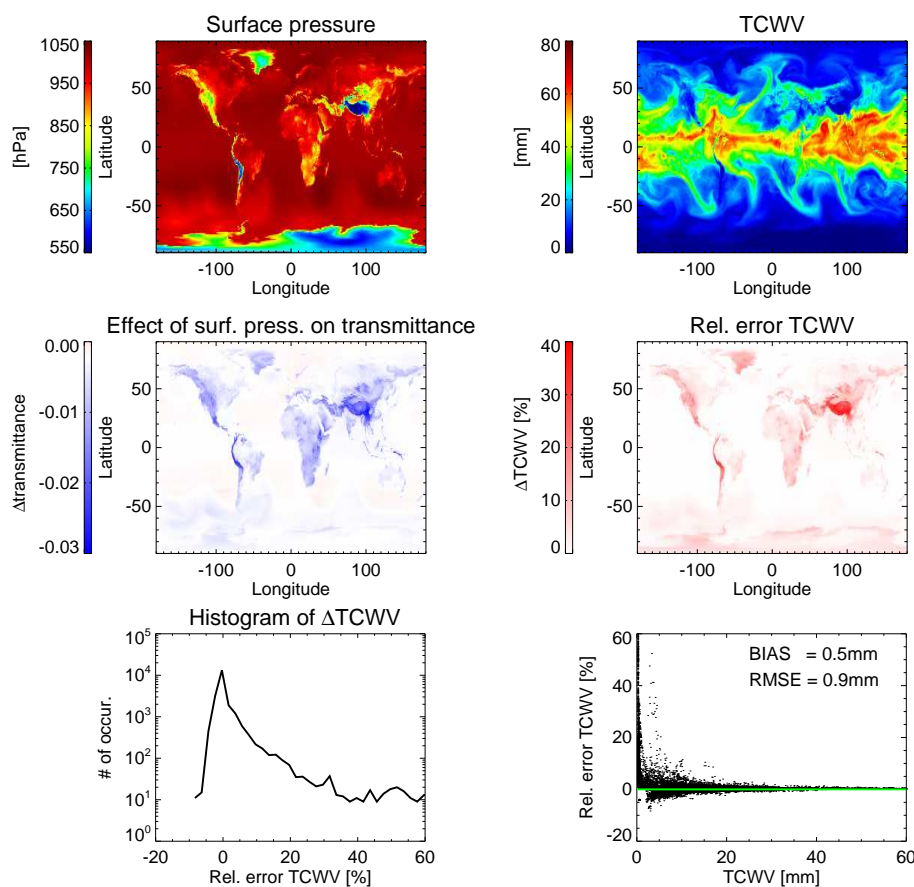 Surface pressure
1050
950
850
750
650
550
[hPa]
Latitude
50
0
-50
-100
0
100
Longitude
TCWV
80
60
40
20
0
[mm]
Latitude
50
0
-50
-100
0
100
Longitude
Effect of surf. press. on transmittance
0.00
-0.01
-0.02
-0.03
Δtransmittance
Latitude
50
0
-50
-100
0
100
Longitude
Rel. error TCWV
40
30
20
10
0
ΔTCWV [%]
Latitude
50
0
-50
-100
0
100
Longitude
Histogram of ΔTCWV
10^5
10^4
10^3
10^2
10^1
10^0
# of occur.
-20
0
20
40
60
Rel. error TCWV [%]
60
40
20
0
-20
Rel. error TCWV [%]
BIAS = 0.5mm
RMSE = 0.9mm
0
10
20
30
40
50
60
TCWV [mm]